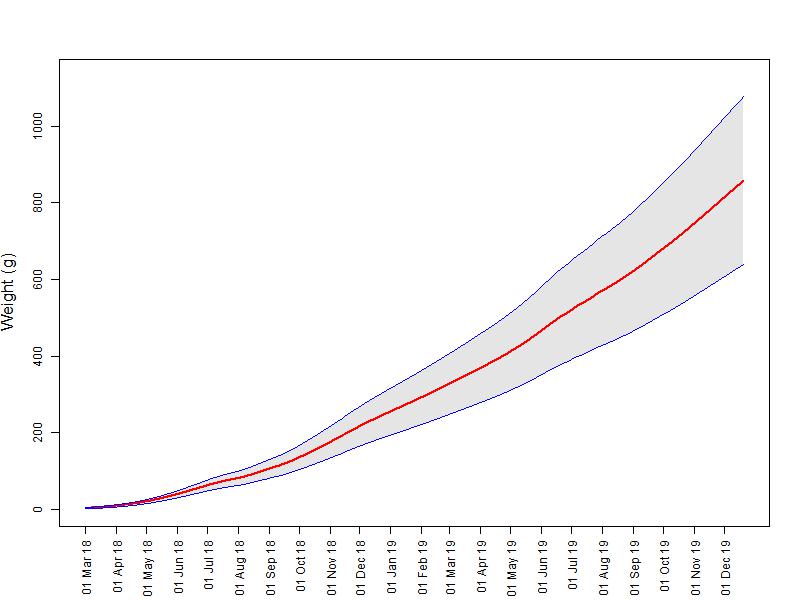 Weight (g)
1000
800
600
400
200
0
01 Mar 18
01 Apr 18
01 May 18
01 Jun 18
01 Jul 18
01 Aug 18
01 Sep 18
01 Oct 18
01 Nov 18
01 Dec 18
01 Jan 19
01 Feb 19
01 Mar 19
01 Apr 19
01 May 19
01 Jun 19
01 Jul 19
01 Aug 19
01 Sep 19
01 Oct 19
01 Nov 19
01 Dec 19